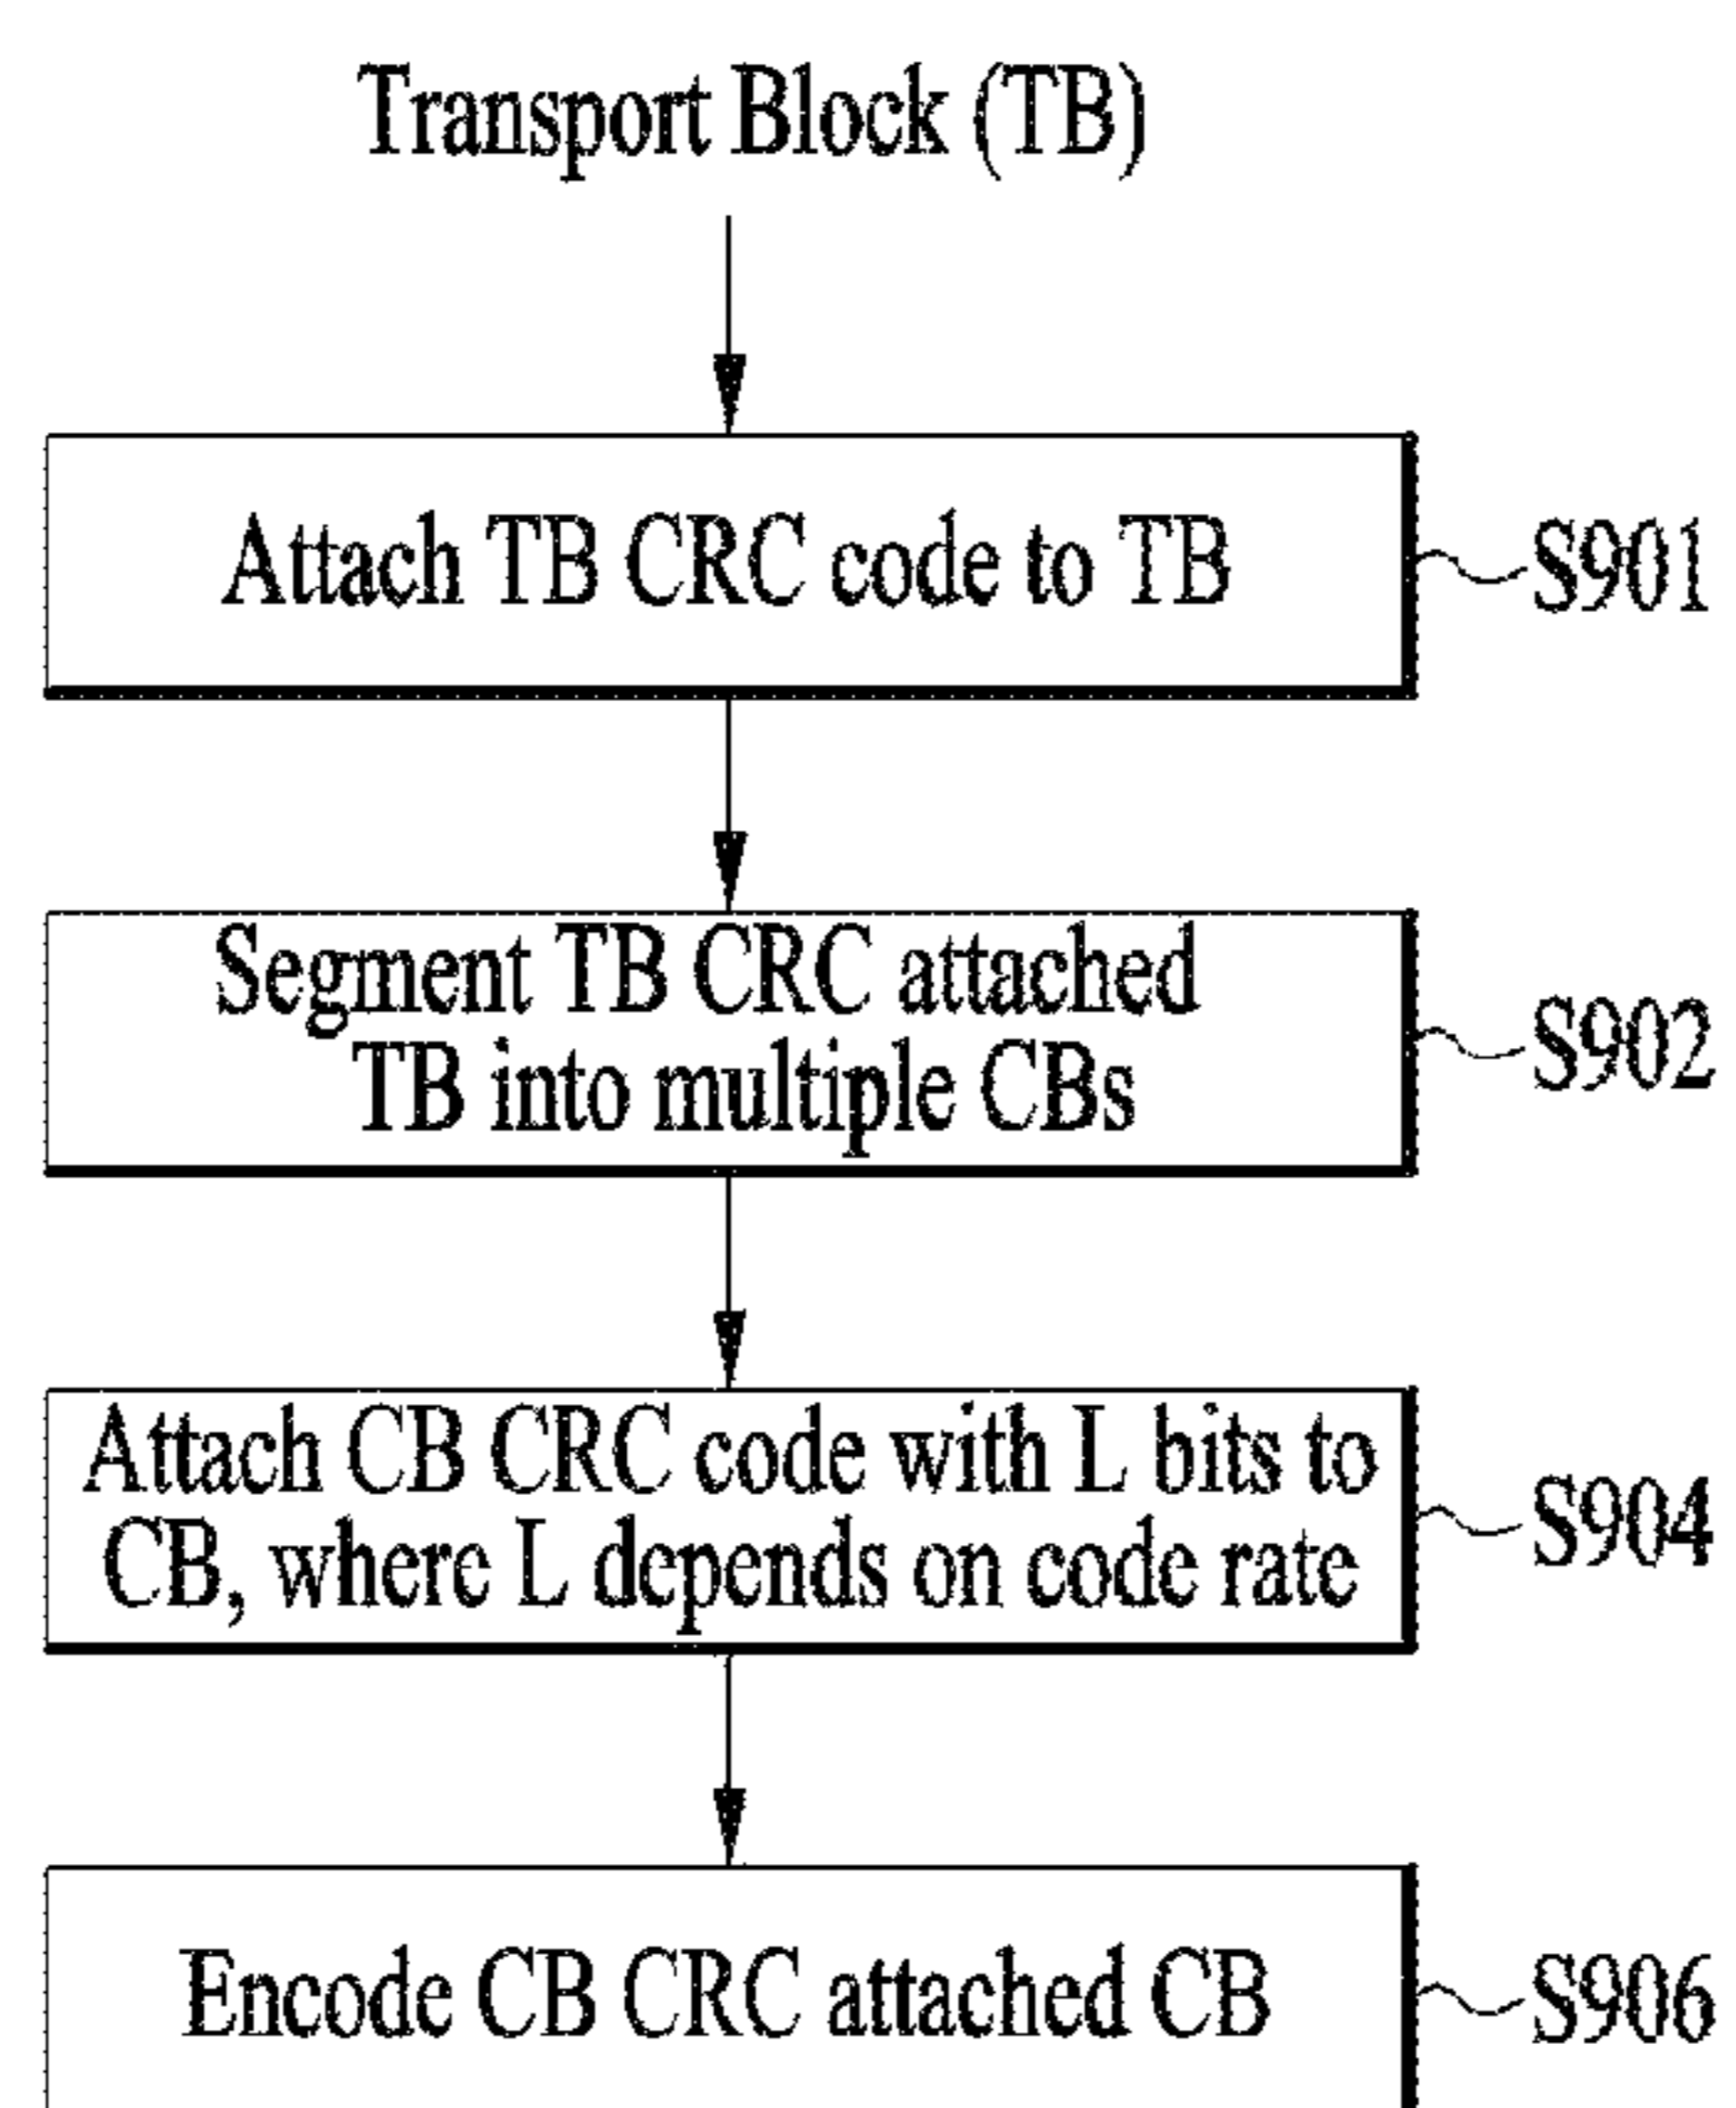 Transport Block (TB)
Attach TB CRC code to TB
S901
Segment TB CRC attached
TB into multiple CBs
S902
Attach CB CRC code with L bits to
CB, where L depends on code rate
S904
Encode CB CRC attached CB
S906